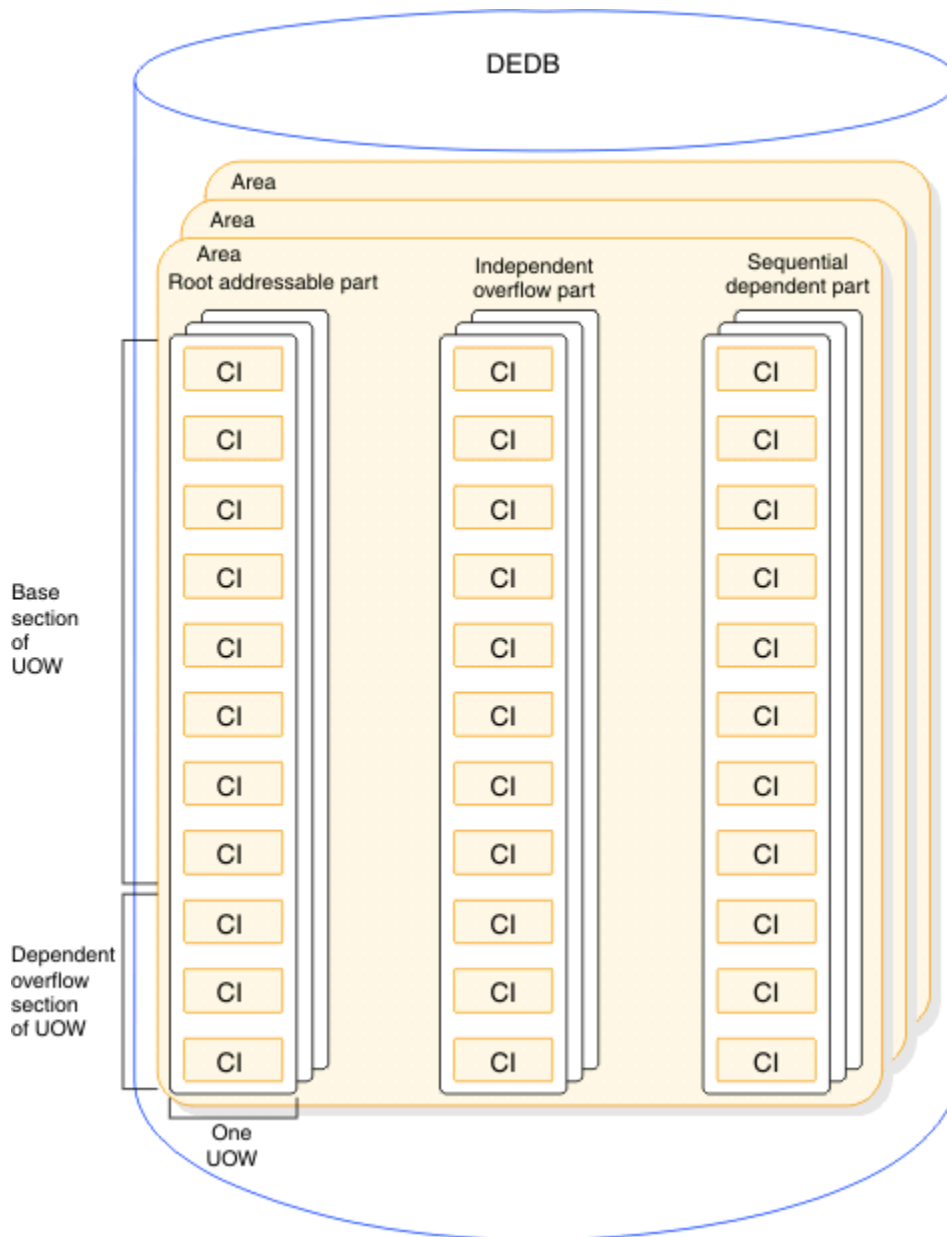 DEDB
Area
Area
Area
Root addressable part
Independent
overflow part
Sequential
dependent part
CI CI CI
CI CI CI
CI CI CI
CI CI CI
CI CI CI
CI CI CI
CI CI CI
CI CI CI
CI CI CI
CI CI CI
CI CI CI
Base
section
of
UOW
Dependent
overflow
section
of UOW
One
UOW